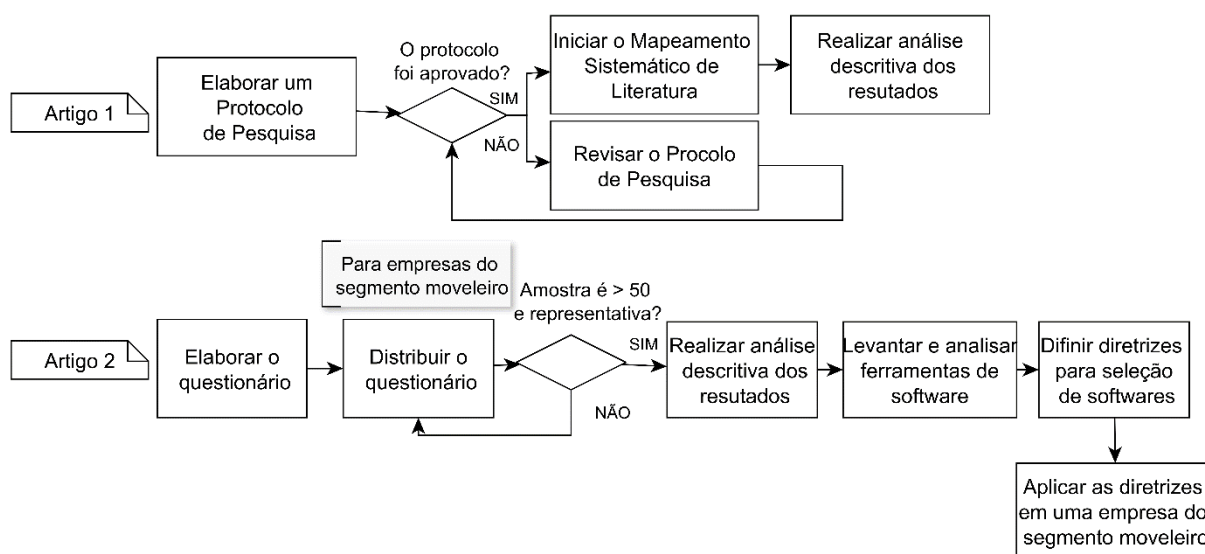 Artigo 1
Elaborar um
Protocolo
de Pesquisa
O protocolo
foi aprovado?
SIM
NÃO
Iniciar o Mapeamento
Sistemático de
Literatura
Realizar análise
descritiva dos
resutados
Revisar o Procolo
de Pesquisa
Artigo 2
Elaborar o
questionário
Para empresas do
segmento moveleiro
Distribuir o
questionário
Amostra é > 50
e representativa?
SIM
NÃO
Realizar análise
descritiva dos
resutados
Levantar e analisar
ferramentas de
software
Difinir diretrizes
para seleção
de softwares
Aplicar as diretrizes
em uma empresa do
segmento moveleiro